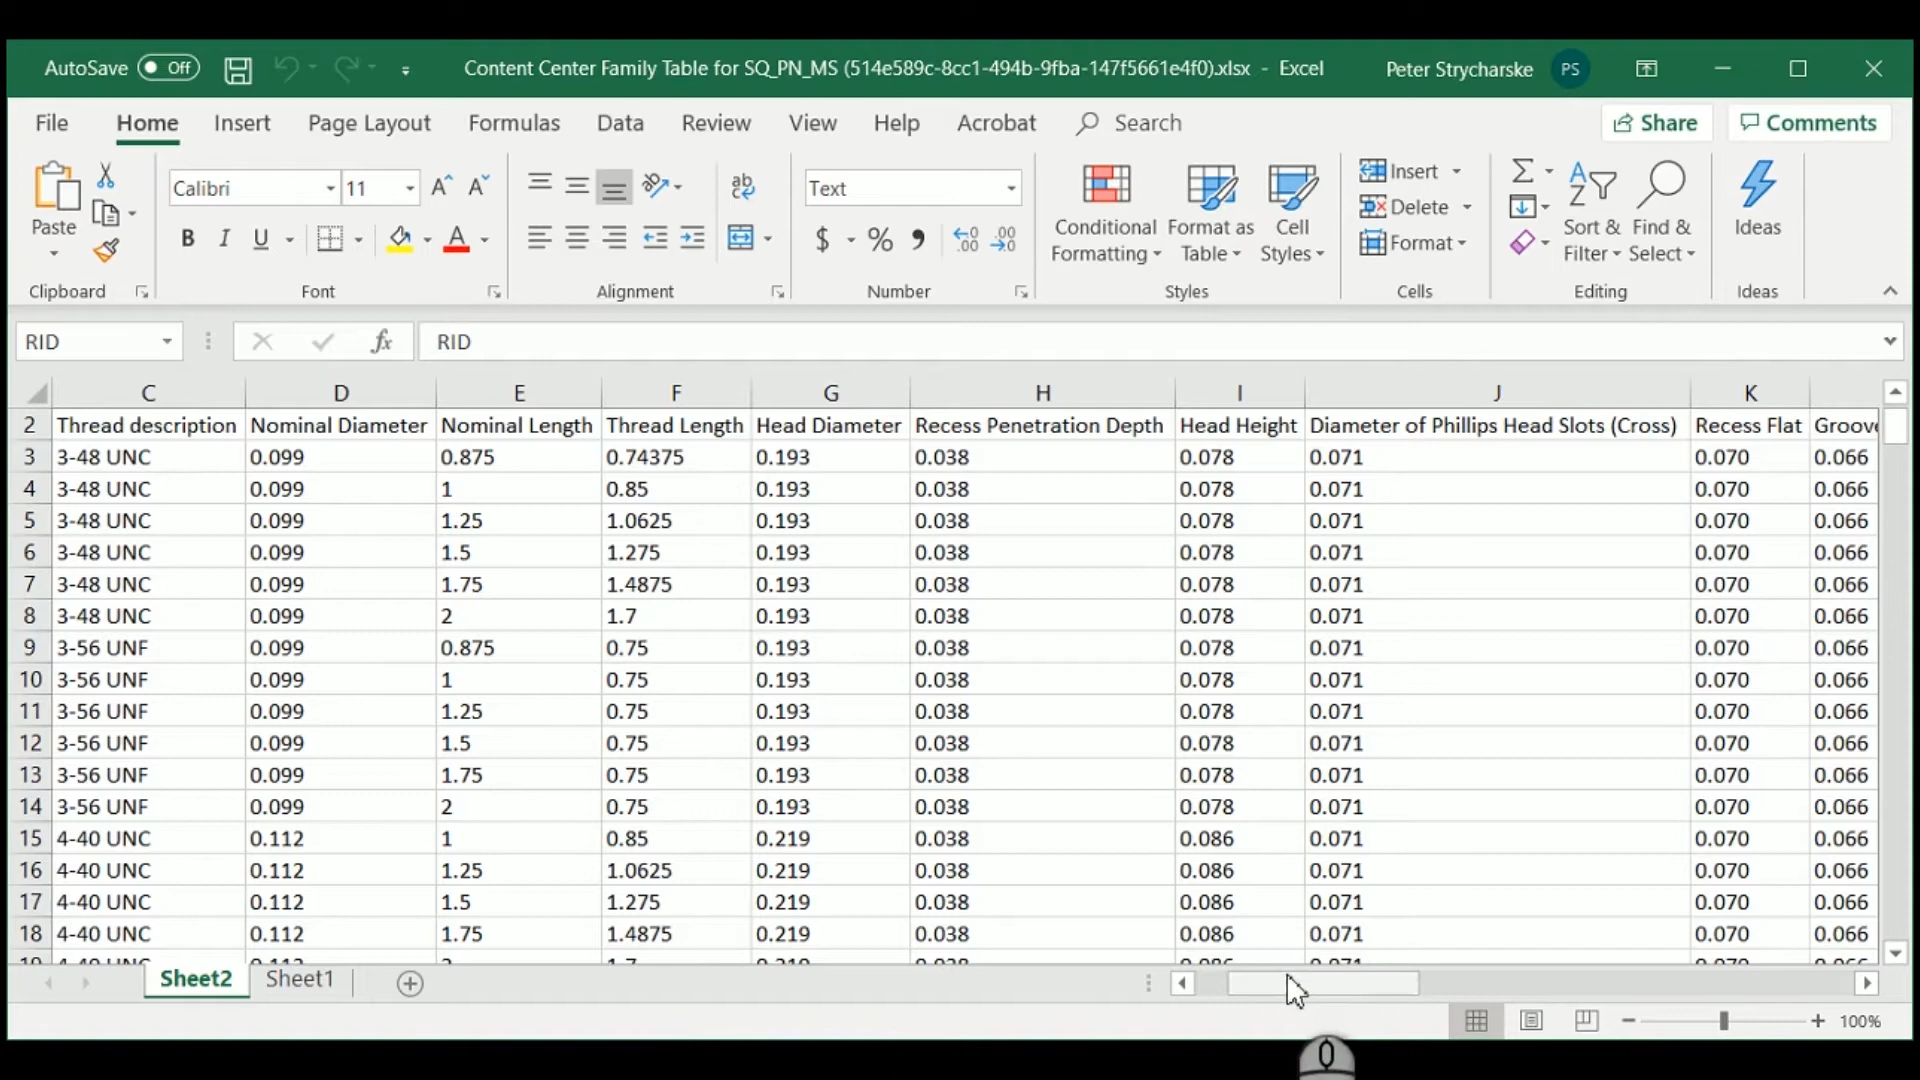 AutoSave Off Content Center Family Table for SQ_PN_MS (514e589c-8cc1-494b-9fba-147f5661e4f0).xlsx - Excel Peter Strycharske PS
File Home Insert Page Layout Formulas Data Review View Help Acrobat Search Share Comments
Paste Calibri 11 B I U Text $ % Conditional Formatting Format as Table Cell Styles Insert Delete Format Sort & Filter Find & Select Ideas
Clipboard Font Alignment Number Styles Cells Editing Ideas
RID fx RID
C D E F G H I J K
2 Thread description Nominal Diameter Nominal Length Thread Length Head Diameter Recess Penetration Depth Head Height Diameter of Phillips Head Slots (Cross) Recess Flat Groove
3 3-48 UNC 0.099 0.875 0.74375 0.193 0.038 0.078 0.071 0.070 0.066
4 3-48 UNC 0.099 1 0.85 0.193 0.038 0.078 0.071 0.070 0.066
5 3-48 UNC 0.099 1.25 1.0625 0.193 0.038 0.078 0.071 0.070 0.066
6 3-48 UNC 0.099 1.5 1.275 0.193 0.038 0.078 0.071 0.070 0.066
7 3-48 UNC 0.099 1.75 1.4875 0.193 0.038 0.078 0.071 0.070 0.066
8 3-48 UNC 0.099 2 1.7 0.193 0.038 0.078 0.071 0.070 0.066
9 3-56 UNF 0.099 0.875 0.75 0.193 0.038 0.078 0.071 0.070 0.066
10 3-56 UNF 0.099 1 0.75 0.193 0.038 0.078 0.071 0.070 0.066
11 3-56 UNF 0.099 1.25 0.75 0.193 0.038 0.078 0.071 0.070 0.066
12 3-56 UNF 0.099 1.5 0.75 0.193 0.038 0.078 0.071 0.070 0.066
13 3-56 UNF 0.099 1.75 0.75 0.193 0.038 0.078 0.071 0.070 0.066
14 3-56 UNF 0.099 2 0.75 0.193 0.038 0.078 0.071 0.070 0.066
15 4-40 UNC 0.112 1 0.85 0.219 0.038 0.086 0.071 0.070 0.066
16 4-40 UNC 0.112 1.25 1.0625 0.219 0.038 0.086 0.071 0.070 0.066
17 4-40 UNC 0.112 1.5 1.275 0.219 0.038 0.086 0.071 0.070 0.066
18 4-40 UNC 0.112 1.75 1.4875 0.219 0.038 0.086 0.071 0.070 0.066
Sheet2 Sheet1
100%